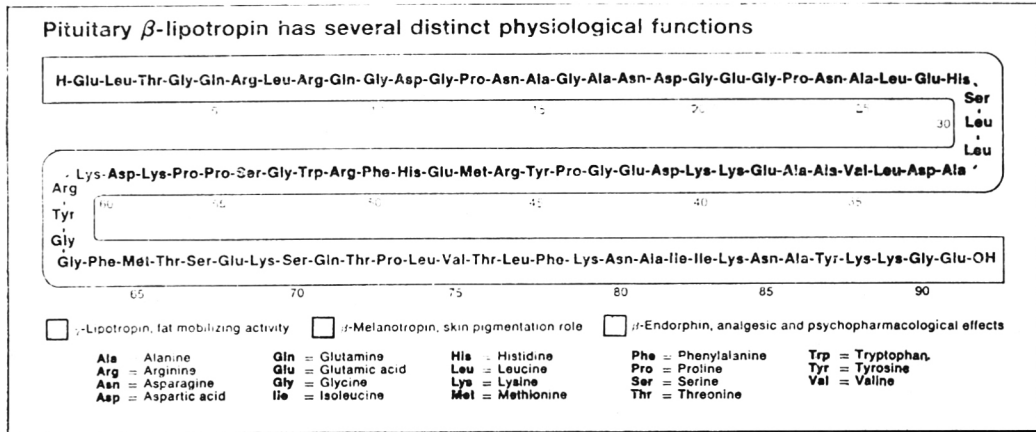 Pituitary β-lipotropin has several distinct physiological functions
H-Glu-Leu-Thr-Gly-Gln-Arg-Leu-Arg-Gln-Gly-Asp-Gly-Pro-Asn-Ala-Gly-Ala-Asn-Asp-Gly-Glu-Gly-Pro-Asn-Ala-Leu-Glu-His
5 15 20 25 30
Ser
Leu
Leu
Lys-Asp-Lys-Pro-Pro-Ser-Gly-Trp-Arg-Phe-His-Glu-Met-Arg-Tyr-Pro-Gly-Glu-Asp-Lys-Lys-Glu-Ala-Ala-Val-Leu-Asp-Ala
Arg
Tyr
Gly
60 55 50 45 40 35
Gly-Phe-Met-Thr-Ser-Glu-Lys-Ser-Gln-Thr-Pro-Leu-Val-Thr-Leu-Phe-Lys-Asn-Ala-Ile-Ile-Lys-Asn-Ala-Tyr-Lys-Lys-Gly-Glu-OH
65 70 75 80 85 90
γ-Lipotropin, fat mobilizing activity β-Melanotropin, skin pigmentation role β-Endorphin, analgesic and psychopharmacological effects
Ala = Alanine Gln = Glutamine His = Histidine Phe = Phenylalanine Trp = Tryptophan
Arg = Arginine Glu = Glutamic acid Leu = Leucine Pro = Proline Tyr = Tyrosine
Asn = Asparagine Gly = Glycine Lys = Lysine Ser = Serine Val = Valine
Asp = Aspartic acid Ile = Isoleucine Met = Methionine Thr = Threonine